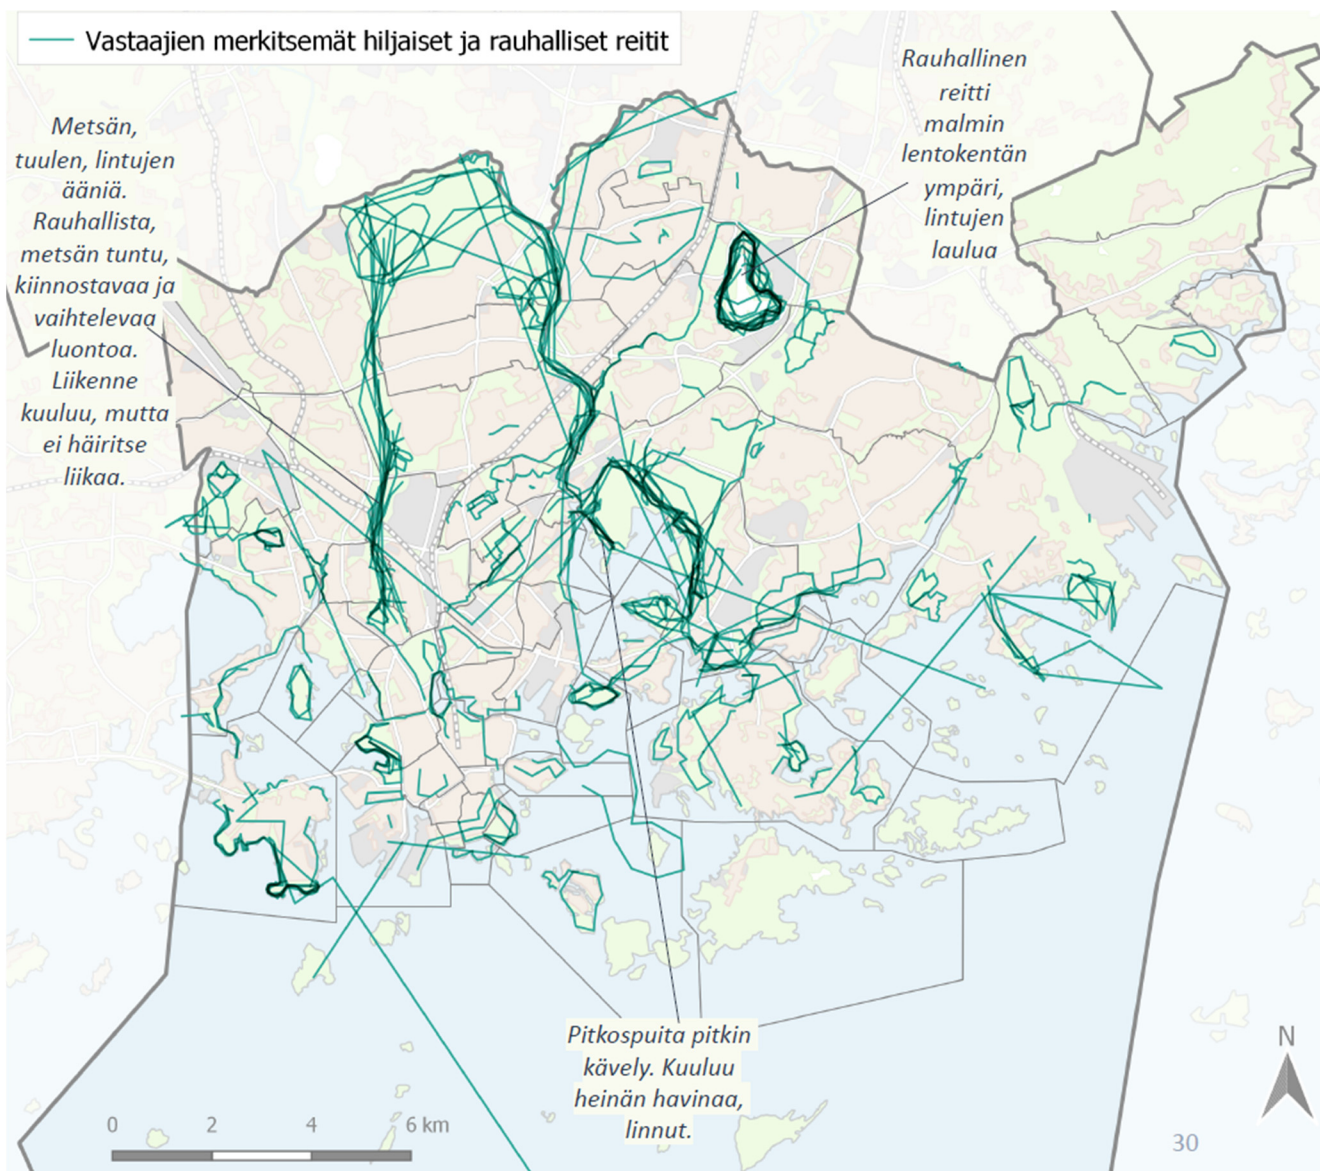 Vastaajien merkitsemät hiljaiset ja rauhalliset reitit
Metsän,
tuulen, lintujen
ääniä.
Rauhallista,
metsän tuntu,
kiinnostavaa ja
vaihtelevaa
luontoa.
Liikenne
kuuluu, mutta
ei häiritse
liikaa.
Rauhallinen
reitti
malmin
lentokentän
ympäri,
lintujen
laulua
Pitkospuita pitkin
kävely. Kuuluu
heinän havinaa,
linnut.
0 2 4 6 km
N
30